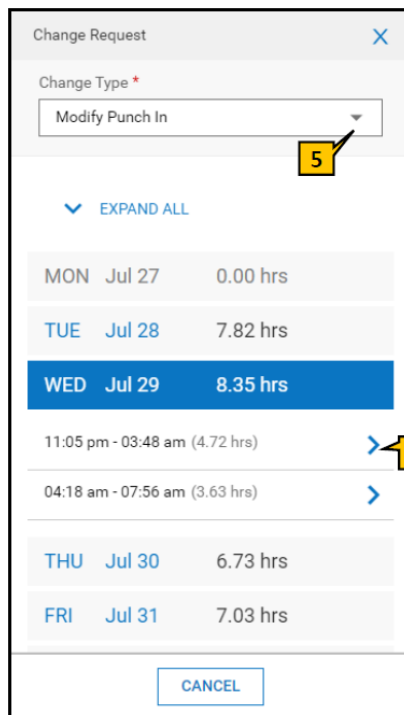 Change Request X
Change Type *
Modify Punch In
5
EXPAND ALL
MON Jul 27 0.00 hrs
TUE Jul 28 7.82 hrs
WED Jul 29 8.35 hrs
11:05 pm - 03:48 am (4.72 hrs)
04:18 am - 07:56 am (3.63 hrs)
THU Jul 30 6.73 hrs
FRI Jul 31 7.03 hrs
CANCEL